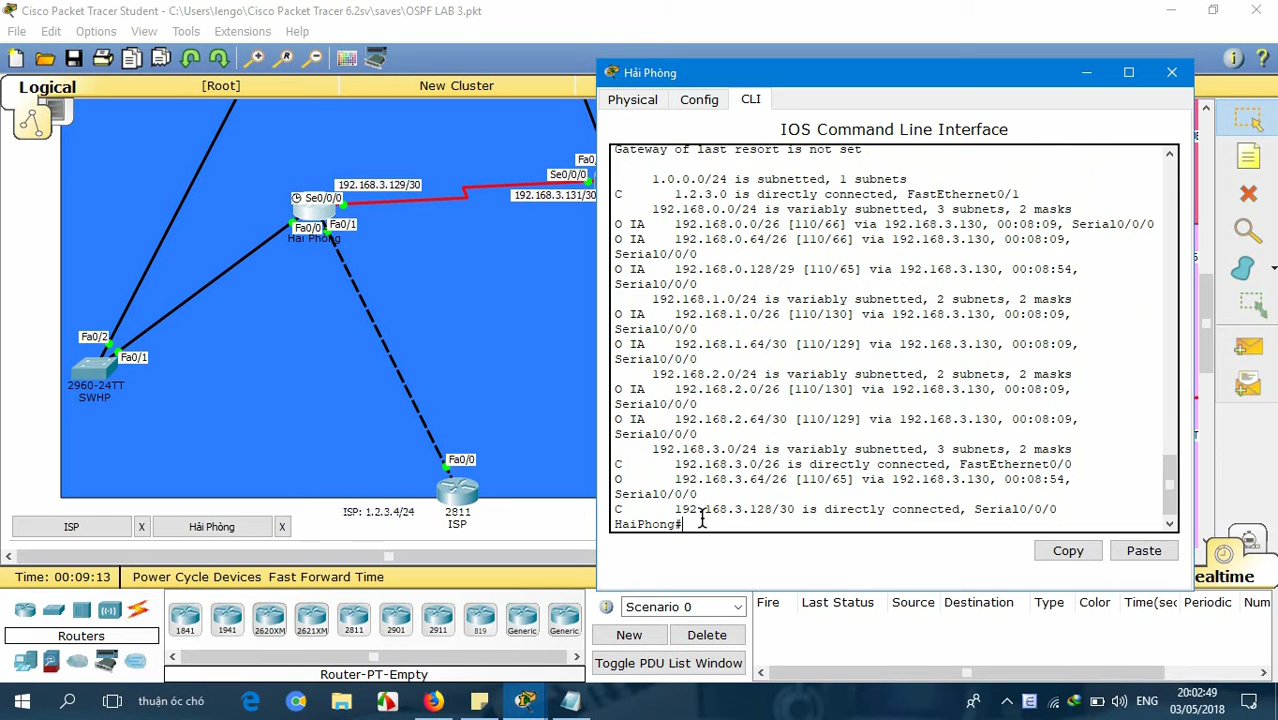 Cisco Packet Tracer Student - C:\Users\lengo\Cisco Packet Tracer 6.2sv\saves\OSPF LAB 3.pkt
File Edit Options View Tools Extensions Help
Logical [Root] New Cluster
192.168.3.129/30
Se0/0/0
Fa0/0 Fa0/1
Hai Phong
Fa0/
Se0/0/0
192.168.3.131/30
Fa0/2
Fa0/1
2960-24TT
SWHP
Fa0/0
2811
ISP
ISP: 1.2.3.4/24
ISP X Hải Phòng X
Hải Phòng
Physical Config CLI
IOS Command Line Interface
Gateway of last resort is not set
1.0.0.0/24 is subnetted, 1 subnets
C 1.2.3.0 is directly connected, FastEthernet0/1
192.168.0.0/24 is variably subnetted, 3 subnets, 2 masks
O IA 192.168.0.0/26 [110/66] via 192.168.3.130, 00:08:09, Serial0/0/0
O IA 192.168.0.64/26 [110/66] via 192.168.3.130, 00:08:09,
Serial0/0/0
O IA 192.168.0.128/29 [110/65] via 192.168.3.130, 00:08:54,
Serial0/0/0
192.168.1.0/24 is variably subnetted, 2 subnets, 2 masks
O IA 192.168.1.0/26 [110/130] via 192.168.3.130, 00:08:09,
Serial0/0/0
O IA 192.168.1.64/30 [110/129] via 192.168.3.130, 00:08:09,
Serial0/0/0
192.168.2.0/24 is variably subnetted, 2 subnets, 2 masks
O IA 192.168.2.0/26 [110/130] via 192.168.3.130, 00:08:09,
Serial0/0/0
O IA 192.168.2.64/30 [110/129] via 192.168.3.130, 00:08:09,
Serial0/0/0
192.168.3.0/24 is variably subnetted, 3 subnets, 2 masks
C 192.168.3.0/26 is directly connected, FastEthernet0/0
O 192.168.3.64/26 [110/65] via 192.168.3.130, 00:08:54,
Serial0/0/0
C 192.168.3.128/30 is directly connected, Serial0/0/0
HaiPhong#
Copy Paste
Time: 00:09:13 Power Cycle Devices Fast Forward Time
ealtime
Routers
1841 1941 2620XM 2621XM 2811 2901 2911 819 Generic Generic
Router-PT-Empty
Scenario 0
New Delete
Toggle PDU List Window
Fire Last Status Source Destination Type Color Time(sec Periodic Num
thuận óc chó
ENG
20:02:49
03/05/2018